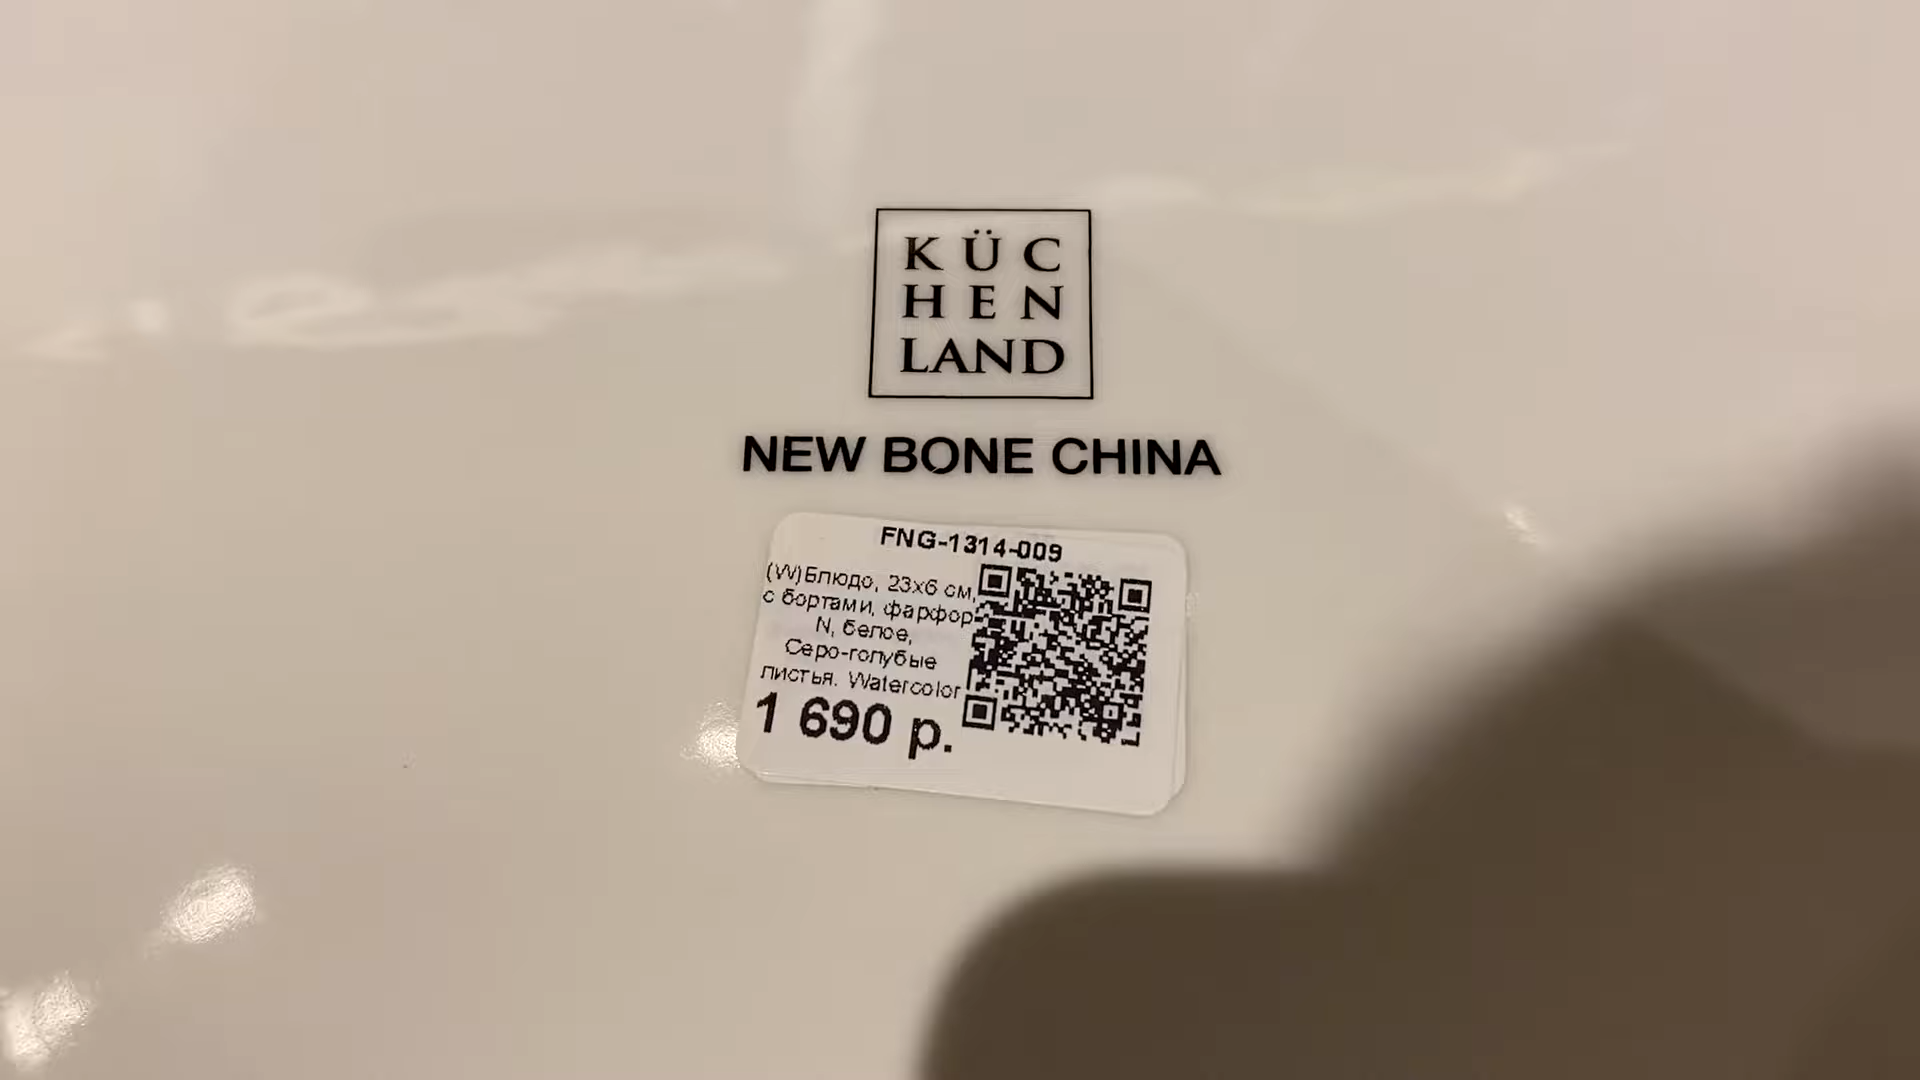 KÜC
HEN
LAND
NEW BONE CHINA
FNG-1314-009
(W)Блюдо, 23x6 см,
с бортами, фарфор
N, белое,
Серо-голубые
листья. Watercolor
1 690 р.